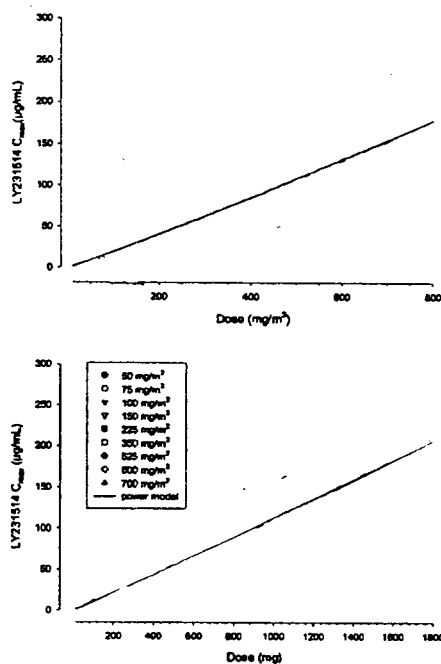 300
250
200
150
100
50
0
LY231514 Cmax (µg/mL)
200 400 600 800
Dose (mg/m²)
300
250
200
150
100
50
0
LY231514 Cmax (µg/mL)
50 mg/m²
75 mg/m²
100 mg/m²
150 mg/m²
225 mg/m²
350 mg/m²
525 mg/m²
600 mg/m²
700 mg/m²
power model
200 400 600 800 1000 1200 1400 1600 1800
Dose (mg)